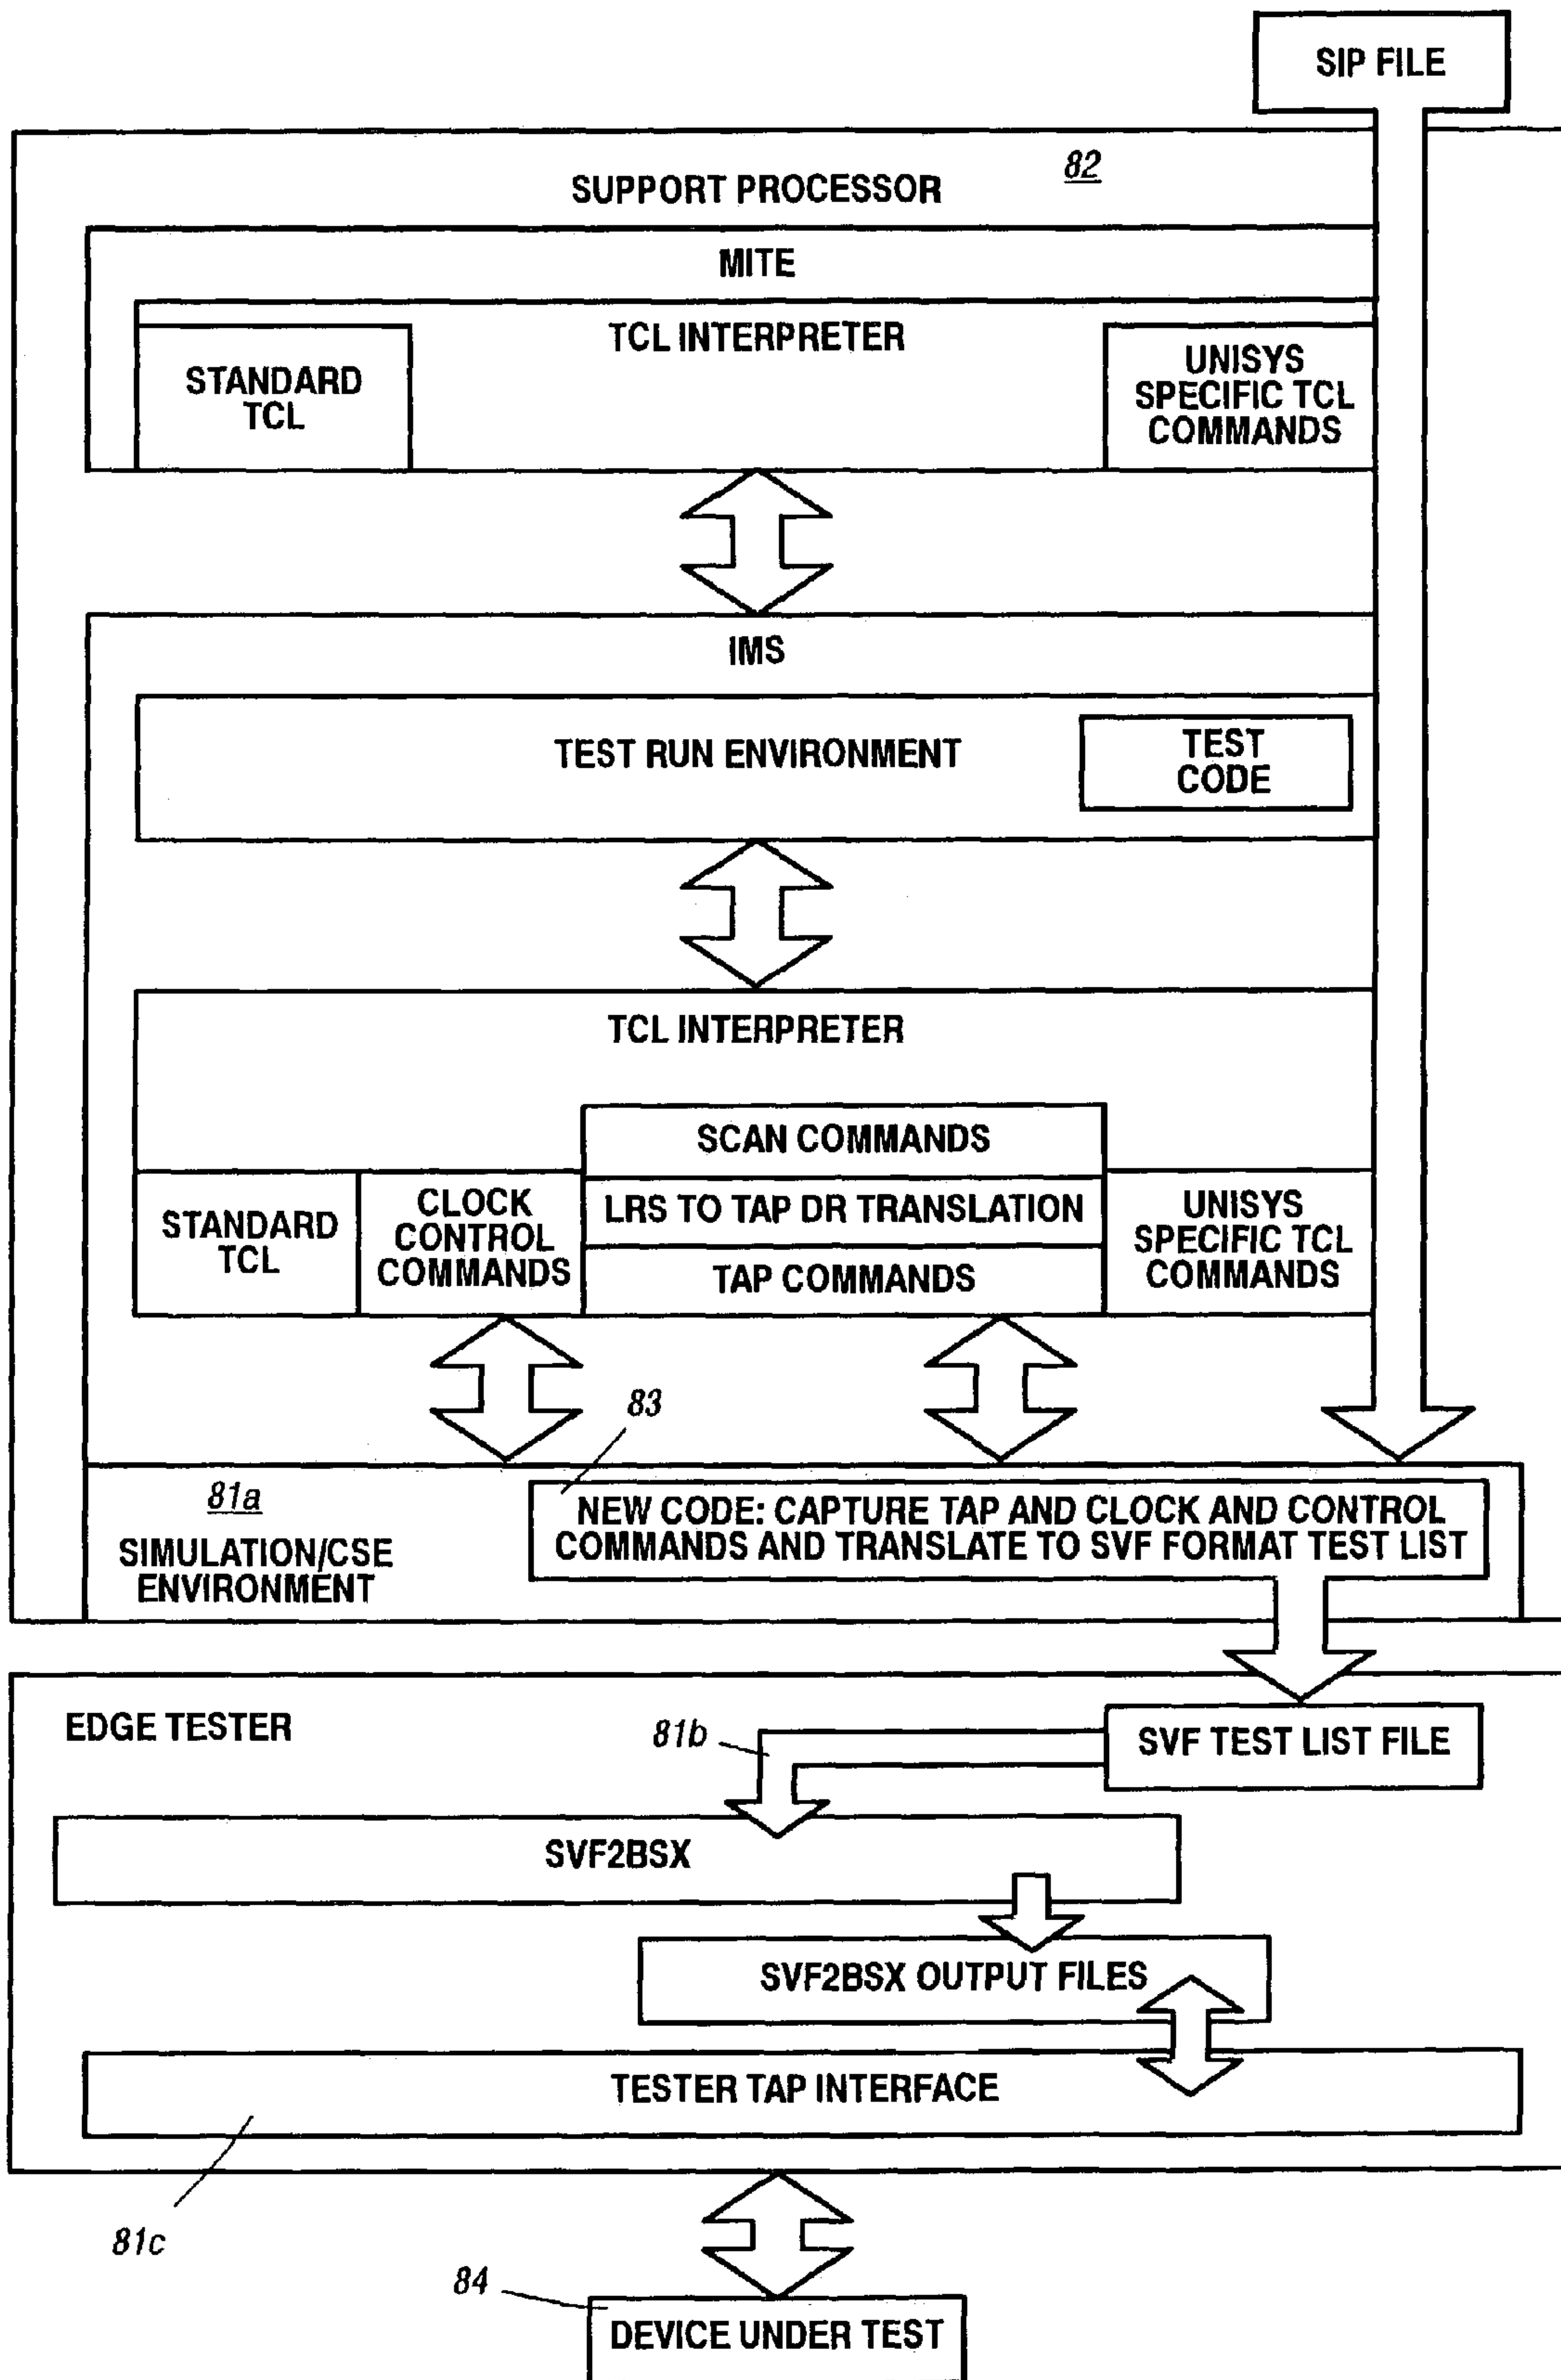 SIP FILE
82
SUPPORT PROCESSOR
MITE
TCL INTERPRETER
STANDARD
TCL
UNISYS
SPECIFIC TCL
COMMANDS
IMS
TEST RUN ENVIRONMENT
TEST
CODE
TCL INTERPRETER
SCAN COMMANDS
STANDARD
TCL
CLOCK
CONTROL
COMMANDS
LRS TO TAP DR TRANSLATION
TAP COMMANDS
UNISYS
SPECIFIC TCL
COMMANDS
83
81a
SIMULATION/CSE
ENVIRONMENT
NEW CODE: CAPTURE TAP AND CLOCK AND CONTROL
COMMANDS AND TRANSLATE TO SVF FORMAT TEST LIST
EDGE TESTER
81b
SVF TEST LIST FILE
SVF2BSX
SVF2BSX OUTPUT FILES
TESTER TAP INTERFACE
81c
84
DEVICE UNDER TEST